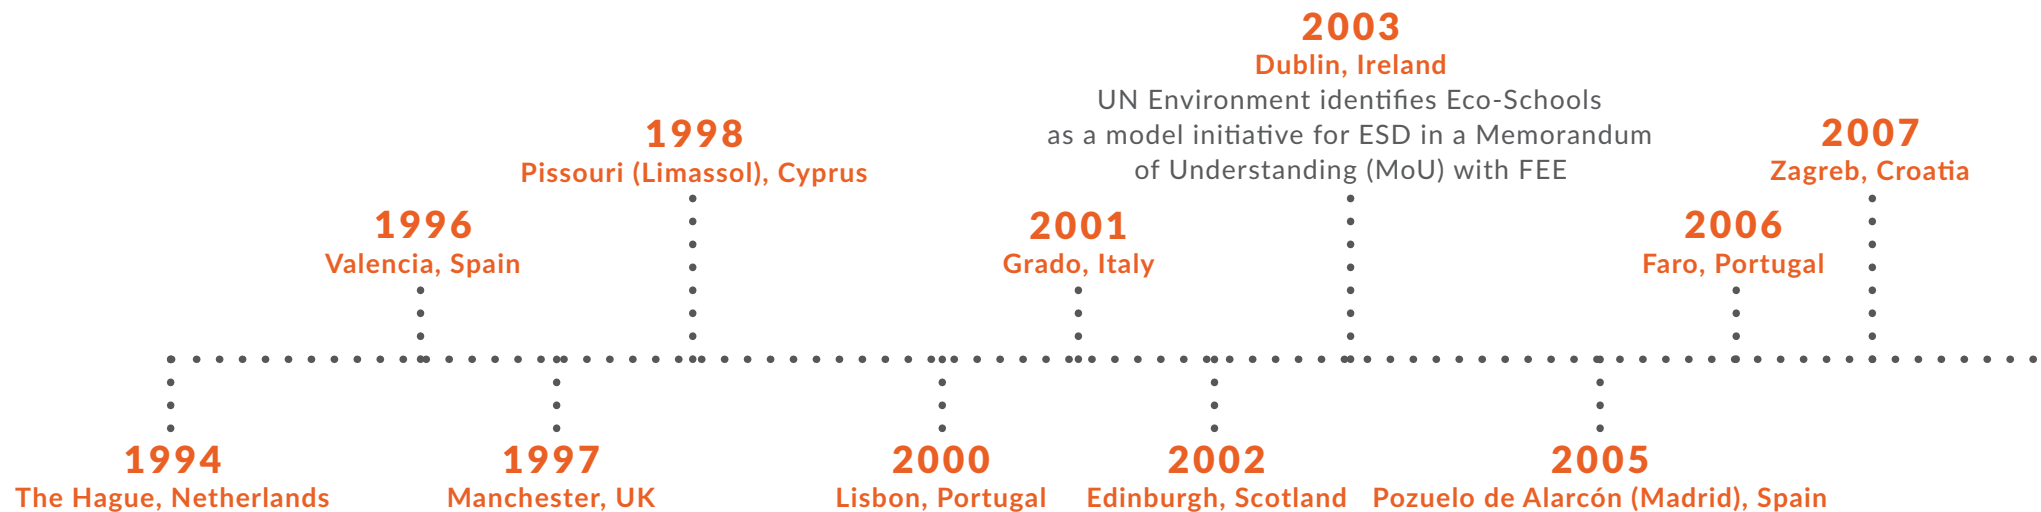 2003
Dublin, Ireland
UN Environment identifies Eco-Schools
as a model initiative for ESD in a Memorandum
of Understanding (MoU) with FEE
1998
Pissouri (Limassol), Cyprus
2007
Zagreb, Croatia
1996
Valencia, Spain
2001
Grado, Italy
2006
Faro, Portugal
1994
The Hague, Netherlands
1997
Manchester, UK
2000
Lisbon, Portugal
2002
Edinburgh, Scotland
2005
Pozuelo de Alarcón (Madrid), Spain